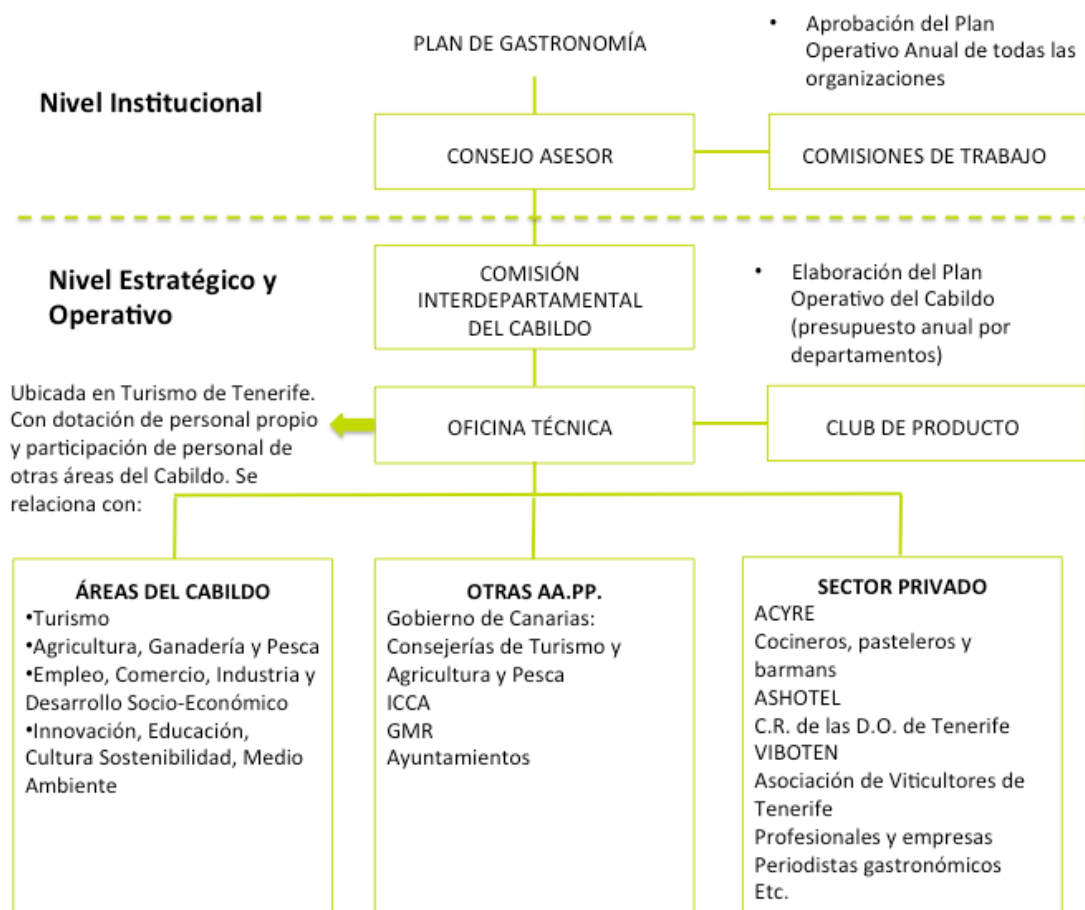 PLAN DE GASTRONOMÍA
• Aprobación del Plan
Operativo Anual de todas las
organizaciones
Nivel Institucional
CONSEJO ASESOR
COMISIONES DE TRABAJO
Nivel Estratégico y
Operativo
COMISIÓN
INTERDEPARTAMENTAL
DEL CABILDO
• Elaboración del Plan
Operativo del Cabildo
(presupuesto anual por
departamentos)
Ubicada en Turismo de Tenerife.
Con dotación de personal propio
y participación de personal de
otras áreas del Cabildo. Se
relaciona con:
OFICINA TÉCNICA
CLUB DE PRODUCTO
ÁREAS DEL CABILDO
•Turismo
•Agricultura, Ganadería y Pesca
•Empleo, Comercio, Industria y
Desarrollo Socio-Económico
•Innovación, Educación,
Cultura Sostenibilidad, Medio
Ambiente
OTRAS AA.PP.
Gobierno de Canarias:
Consejerías de Turismo y
Agricultura y Pesca
ICCA
GMR
Ayuntamientos
SECTOR PRIVADO
ACYRE
Cocineros, pasteleros y
barmans
ASHOTEL
C.R. de las D.O. de Tenerife
VIBOTEN
Asociación de Viticultores de
Tenerife
Profesionales y empresas
Periodistas gastronómicos
Etc.